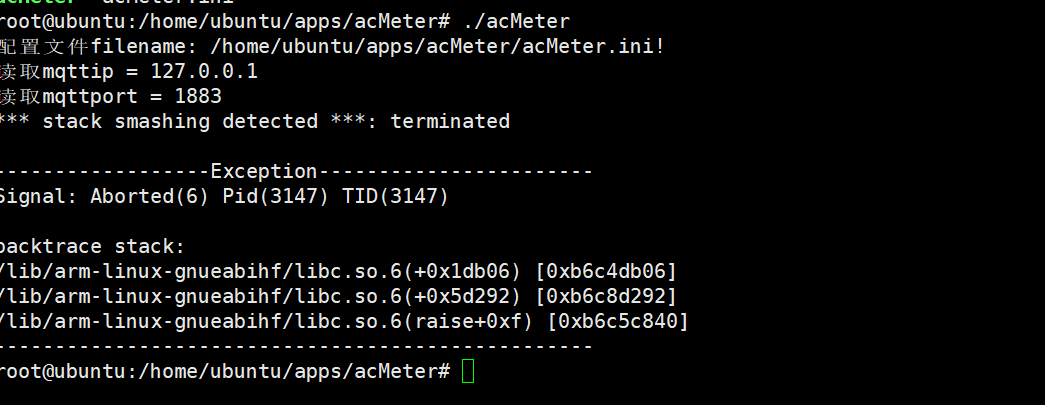 acMeter acMeter.ini
root@ubuntu:/home/ubuntu/apps/acMeter# ./acMeter
配置文件filename: /home/ubuntu/apps/acMeter/acMeter.ini!
读取mqttip = 127.0.0.1
读取mqttport = 1883
*** stack smashing detected ***: terminated
------------------Exception-----------------------
Signal: Aborted(6) Pid(3147) TID(3147)
backtrace stack:
/lib/arm-linux-gnueabihf/libc.so.6(+0x1db06) [0xb6c4db06]
/lib/arm-linux-gnueabihf/libc.so.6(+0x5d292) [0xb6c8d292]
/lib/arm-linux-gnueabihf/libc.so.6(raise+0xf) [0xb6c5c840]
--------------------------------------------------
root@ubuntu:/home/ubuntu/apps/acMeter#